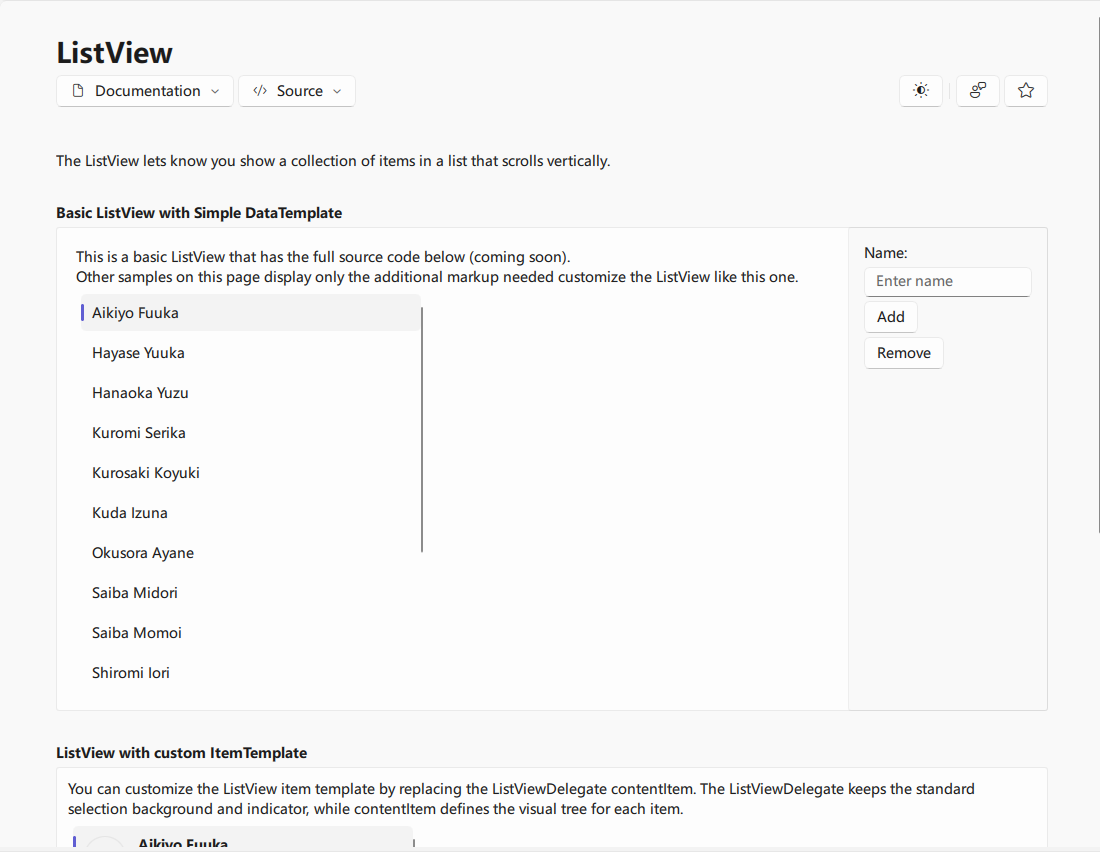 ListView
Documentation
Source
The ListView lets know you show a collection of items in a list that scrolls vertically.
Basic ListView with Simple DataTemplate
This is a basic ListView that has the full source code below (coming soon).
Other samples on this page display only the additional markup needed customize the ListView like this one.
Aikiyo Fuuka
Hayase Yuuka
Hanaoka Yuzu
Kuromi Serika
Kurosaki Koyuki
Kuda Izuna
Okusora Ayane
Saiba Midori
Saiba Momoi
Shiromi Iori
Name:
Enter name
Add
Remove
ListView with custom ItemTemplate
You can customize the ListView item template by replacing the ListViewDelegate contentItem. The ListViewDelegate keeps the standard
selection background and indicator, while contentItem defines the visual tree for each item.
Aikiyo Fuuka